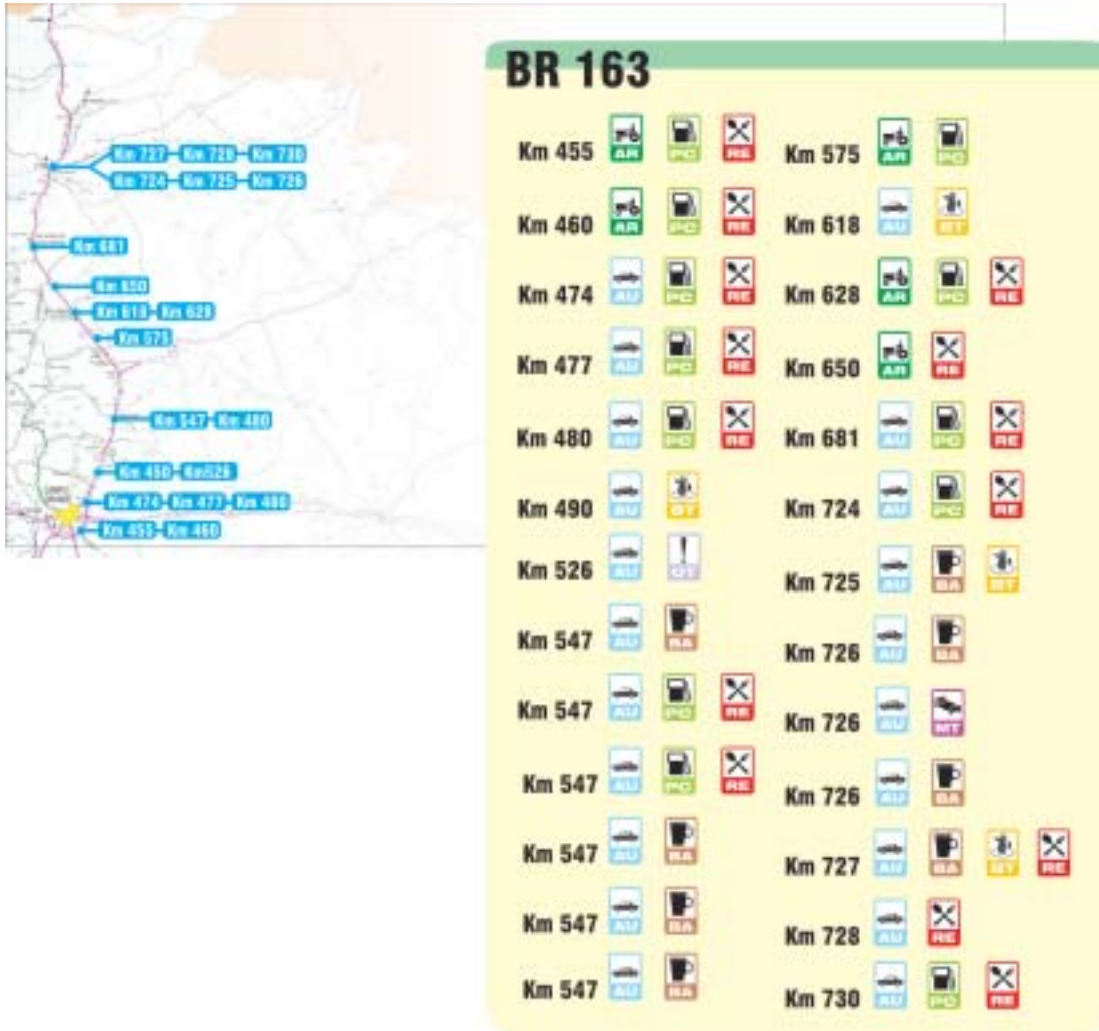 BR 163
Km 727 Km 728 Km 730
Km 724 Km 725 Km 726
Km 681
Km 650
Km 618 Km 628
Km 575
Km 547 Km 480
Km 490 Km526
Km 474 Km 477 Km 480
Km 455 Km 460
Km 455 AR PC RE
Km 460 AR PC RE
Km 474 AU PC RE
Km 477 AU PC RE
Km 480 AU PC RE
Km 490 AU BT
Km 526 AU OT
Km 547 AU BA
Km 547 AU PC RE
Km 547 AU PC RE
Km 547 AU BA
Km 547 AU BA
Km 547 AU BA
Km 575 AR PC
Km 618 AU BT
Km 628 AR PC RE
Km 650 AR RE
Km 681 AU PC RE
Km 724 AU PC RE
Km 725 AU BA BT
Km 726 AU BA
Km 726 AU MT
Km 726 AU BA
Km 727 AU BA BT RE
Km 728 AU RE
Km 730 AU PC RE